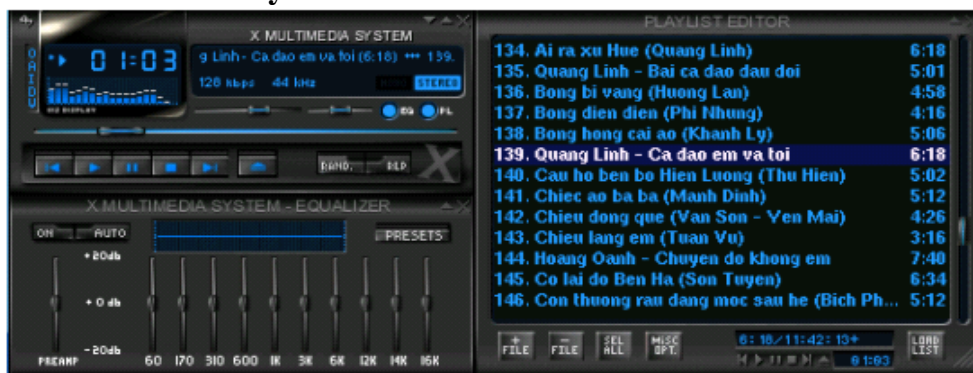 X MULTIMEDIA SYSTEM
01:03
g Linh - Ca dao em va toi (6:18) *** 139.
128 kbps 44 kHz
STEREO
VIZ DISPLAY
EQ PL
RAND. REP
X
X MULTIMEDIA SYSTEM - EQUALIZER
ON AUTO PRESETS
+20db
+0 db
-20db
PREAMP 60 170 310 600 1K 3K 6K 12K 14K 16K
PLAYLIST EDITOR
134. Ai ra xu Hue (Quang Linh) 6:18
135. Quang Linh - Bai ca dao dau doi 5:01
136. Bong bi vang (Huong Lan) 4:58
137. Bong dien dien (Phi Nhung) 4:16
138. Bong hong cai ao (Khanh Ly) 5:06
139. Quang Linh - Ca dao em va toi 6:18
140. Cau ho ben bo Hien Luong (Thu Hien) 5:02
141. Chiec ao ba ba (Manh Dinh) 5:12
142. Chieu dong que (Van Son - Yen Mai) 4:26
143. Chieu lang em (Tuan Vu) 3:16
144. Hoang Oanh - Chuyen do khong em 7:40
145. Co lai do Ben Ha (Son Tuyen) 6:34
146. Con thuong rau dang moc sau he (Bich Ph... 5:12
+ FILE - FILE SEL ALL MISC OPT. LOAD LIST
6:18/11:42:13+
01:03